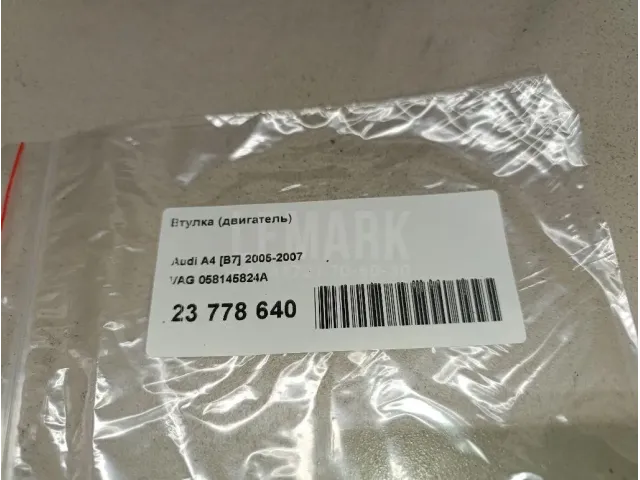 Втулка (двигатель)
Audi A4 [B7] 2005-2007
VAG 058145824A
23 778 640